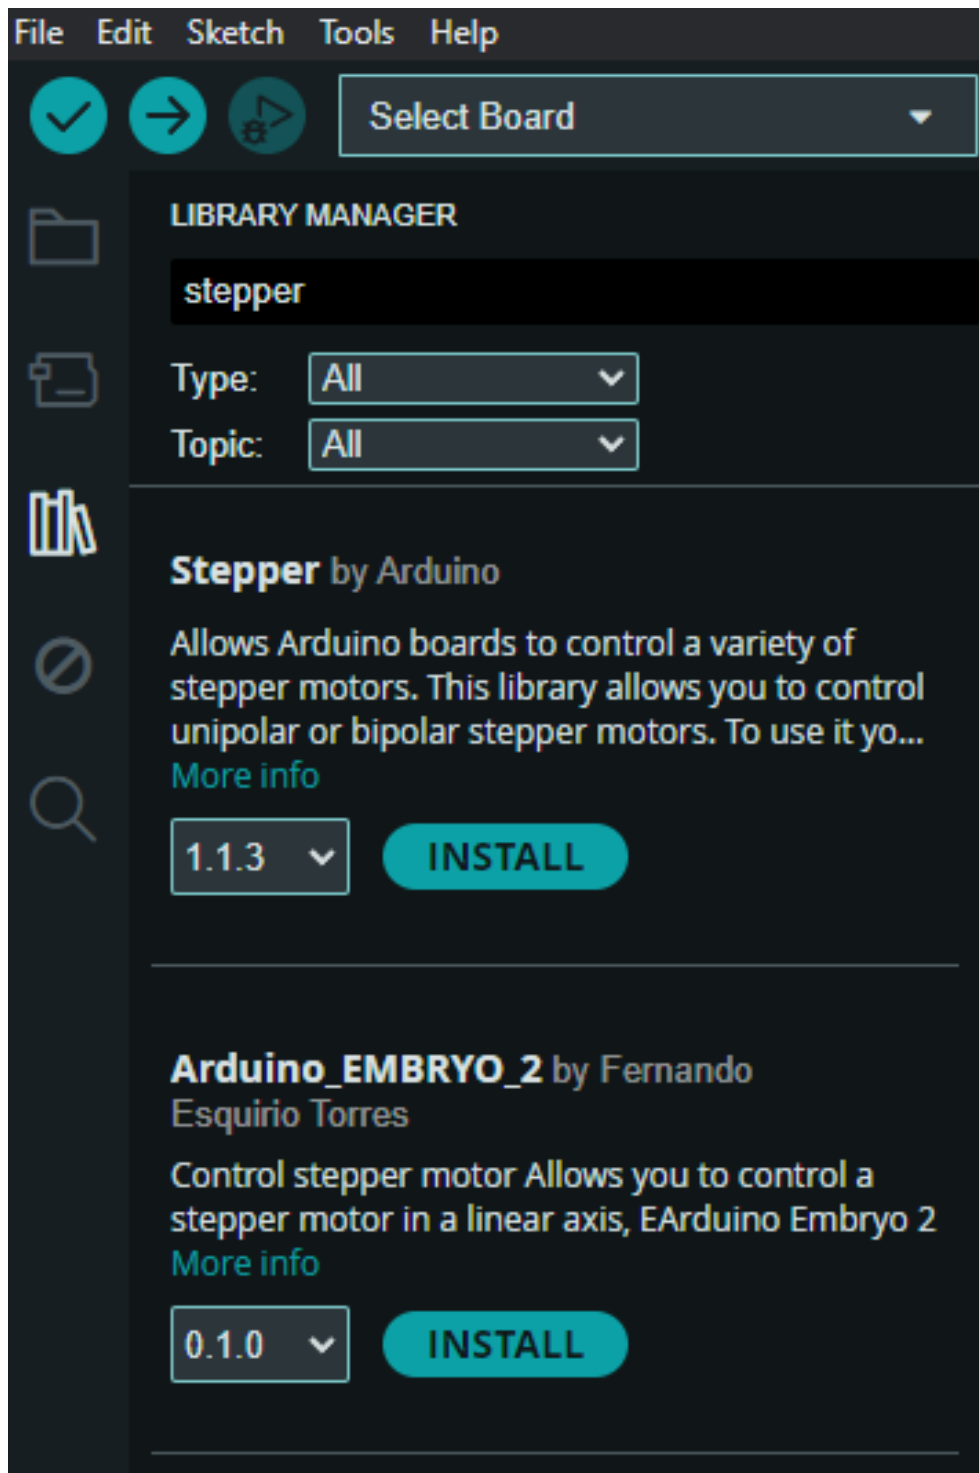 File Edit Sketch Tools Help
Select Board
LIBRARY MANAGER
stepper
Type: All
Topic: All
Stepper by Arduino
Allows Arduino boards to control a variety of
stepper motors. This library allows you to control
unipolar or bipolar stepper motors. To use it yo...
More info
1.1.3 INSTALL
Arduino_EMBRYO_2 by Fernando
Esquirio Torres
Control stepper motor Allows you to control a
stepper motor in a linear axis, EArduino Embryo 2
More info
0.1.0 INSTALL